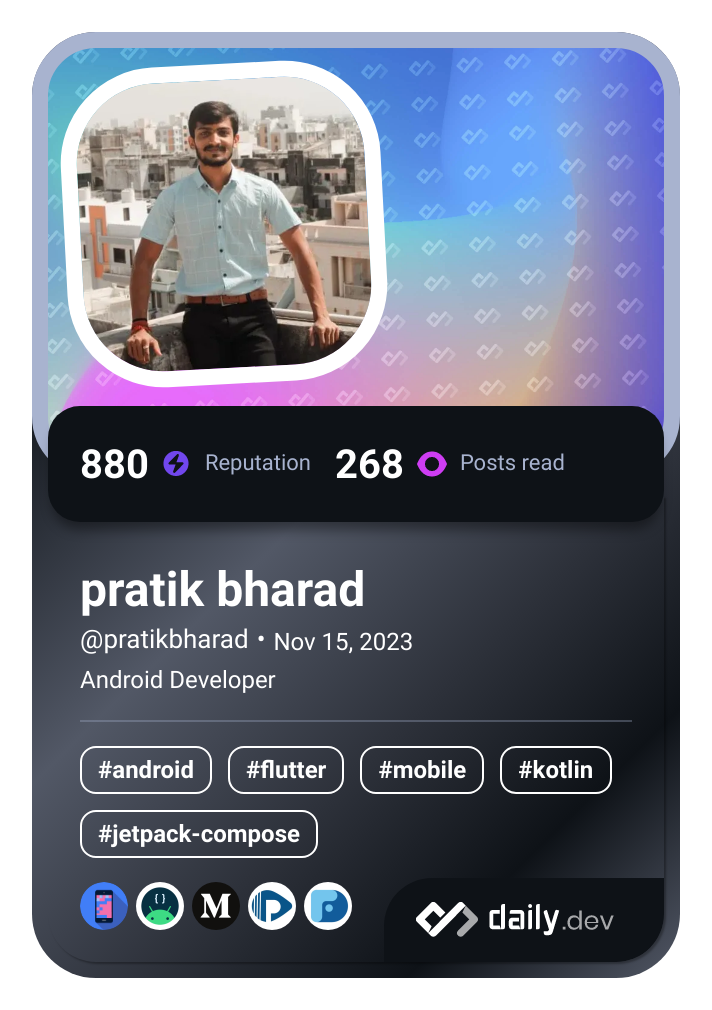 880 Reputation 268 Posts read
pratik bharad
@pratikbharad • Nov 15, 2023
Android Developer
#android #flutter #mobile #kotlin
#jetpack-compose
{ } M
daily.dev